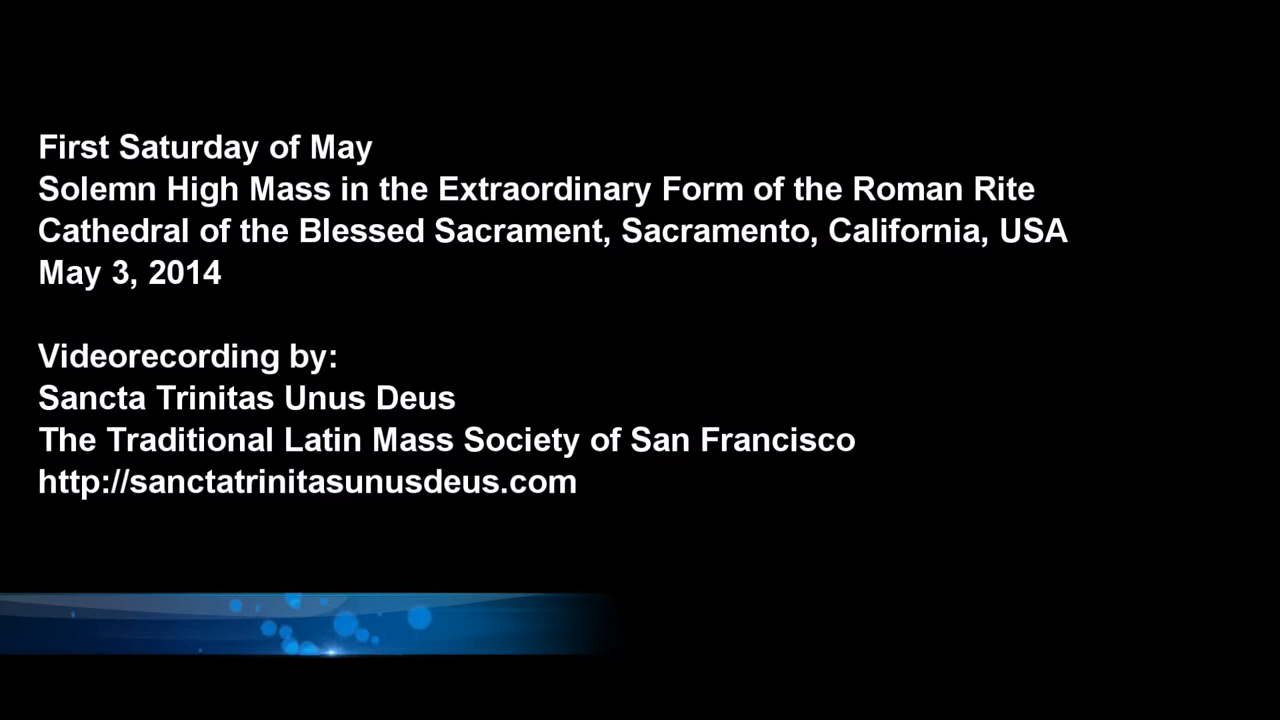 First Saturday of May
Solemn High Mass in the Extraordinary Form of the Roman Rite
Cathedral of the Blessed Sacrament, Sacramento, California, USA
May 3, 2014
Videorecording by:
Sancta Trinitas Unus Deus
The Traditional Latin Mass Society of San Francisco
http://sanctatrinitasunusdeus.com